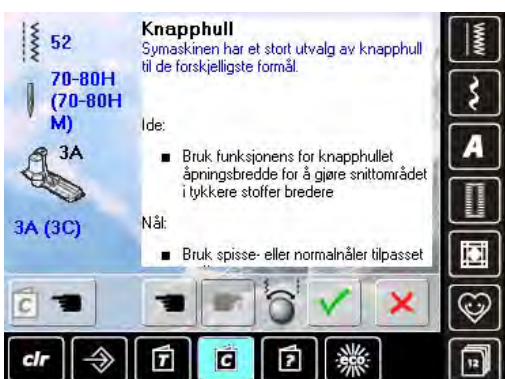 52
70-80H
(70-80H
M)
3A
3A (3C)
Knapphull
Symaskinen har et stort utvalg av knapphull
til de forskjelligste formål.
Ide:
■ Bruk funksjonens for knapphullet
åpningsbredde for å gjøre snittområdet
i tykkere stoffer bredere
Nål:
■ Bruk spisse- eller normalnåler tilpasset
C
clr
T
C
?
eco
A
12